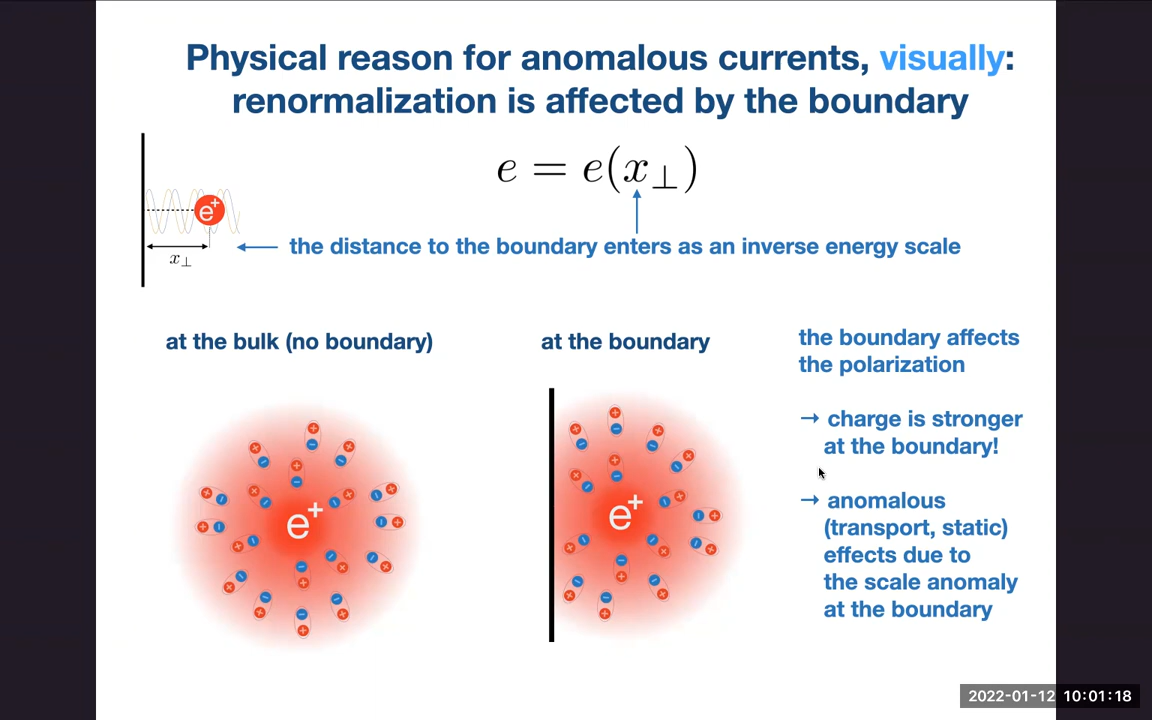 Physical reason for anomalous currents, visually:
renormalization is affected by the boundary
e = e(x⊥)
e⁺
x⊥
the distance to the boundary enters as an inverse energy scale
at the bulk (no boundary)
at the boundary
the boundary affects
the polarization
→ charge is stronger
at the boundary!
→ anomalous
(transport, static)
effects due to
the scale anomaly
at the boundary
e⁺
e⁺
2022-01-12 10:01:18